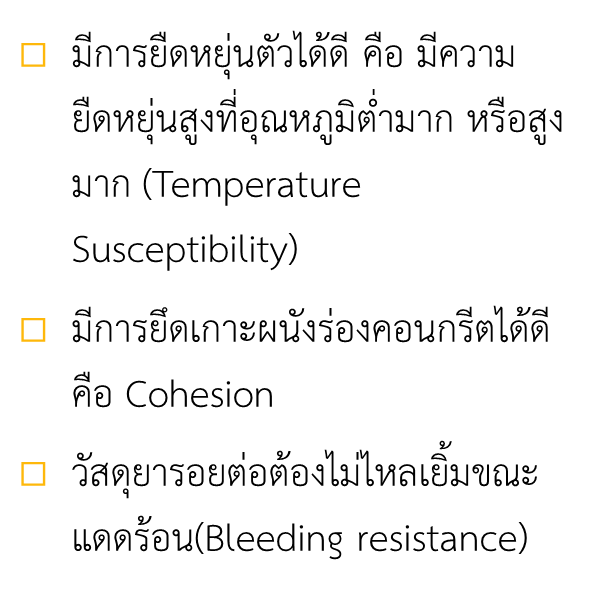 มีการยืดหยุ่นตัวได้ดี คือ มีความ
ยืดหยุ่นสูงที่อุณหภูมิต่ำมาก หรือสูง
มาก (Temperature
Susceptibility)
มีการยึดเกาะผนังร่องคอนกรีตได้ดี
คือ Cohesion
วัสดุยารอยต่อต้องไม่ไหลเยิ้มขณะ
แดดร้อน(Bleeding resistance)